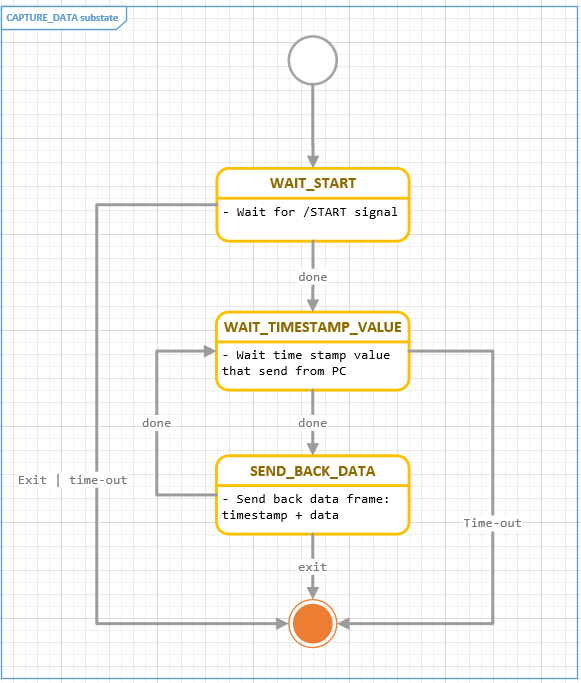 CAPTURE_DATA substate
WAIT_START
- Wait for /START signal
done
WAIT_TIMESTAMP_VALUE
- Wait time stamp value
that send from PC
done
done
SEND_BACK_DATA
Exit | time-out
- Send back data frame:
timestamp + data
Time-out
exit